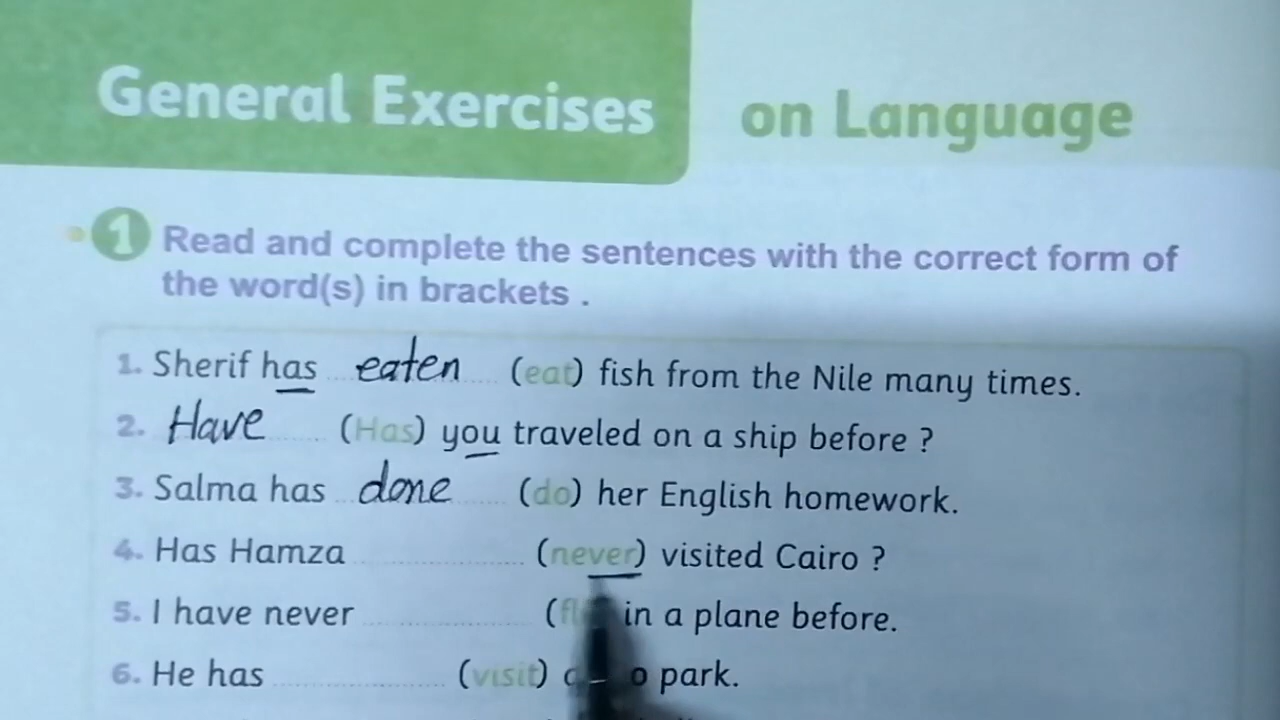 General Exercises on Language
1 Read and complete the sentences with the correct form of
the word(s) in brackets .
1. Sherif has eaten (eat) fish from the Nile many times.
2. Have (Has) you traveled on a ship before ?
3. Salma has done (do) her English homework.
4. Has Hamza .................... (never) visited Cairo ?
5. I have never .................... in a plane before.
6. He has .................... (visit) park.